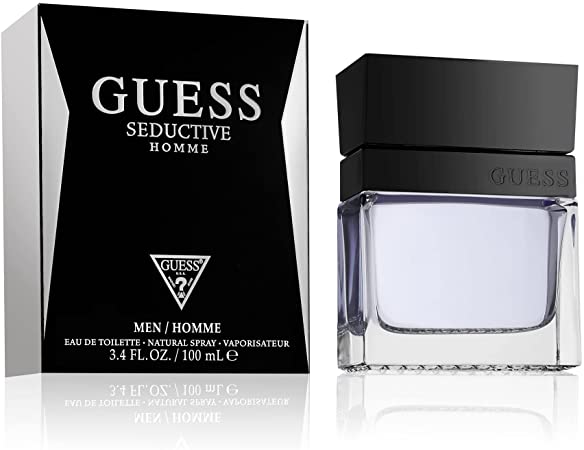 GUESS
SEDUCTIVE
HOMME
GUESS®
U.S.A.
?
MEN / HOMME
EAU DE TOILETTE • NATURAL SPRAY • VAPORISATEUR
3.4 FL.OZ. / 100 mL ℮
GUESS